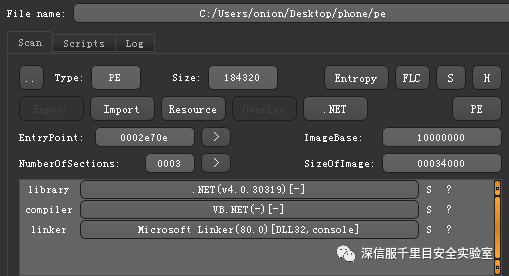 File name: C:/Users/onion/Desktop/phone/pe
Scan Scripts Log
.. Type: PE Size: 184320 Entropy FLC S H
Export Import Resource Overlay .NET PE
EntryPoint: 0002e70e > ImageBase: 10000000
NumberOfSections: 0003 > SizeOfImage: 00034000
library .NET(v4.0.30319)[-] S ?
compiler VB.NET(-)[-] S ?
linker Microsoft Linker(80.0)[DLL32,console] S ?
深信服千里目安全实验室